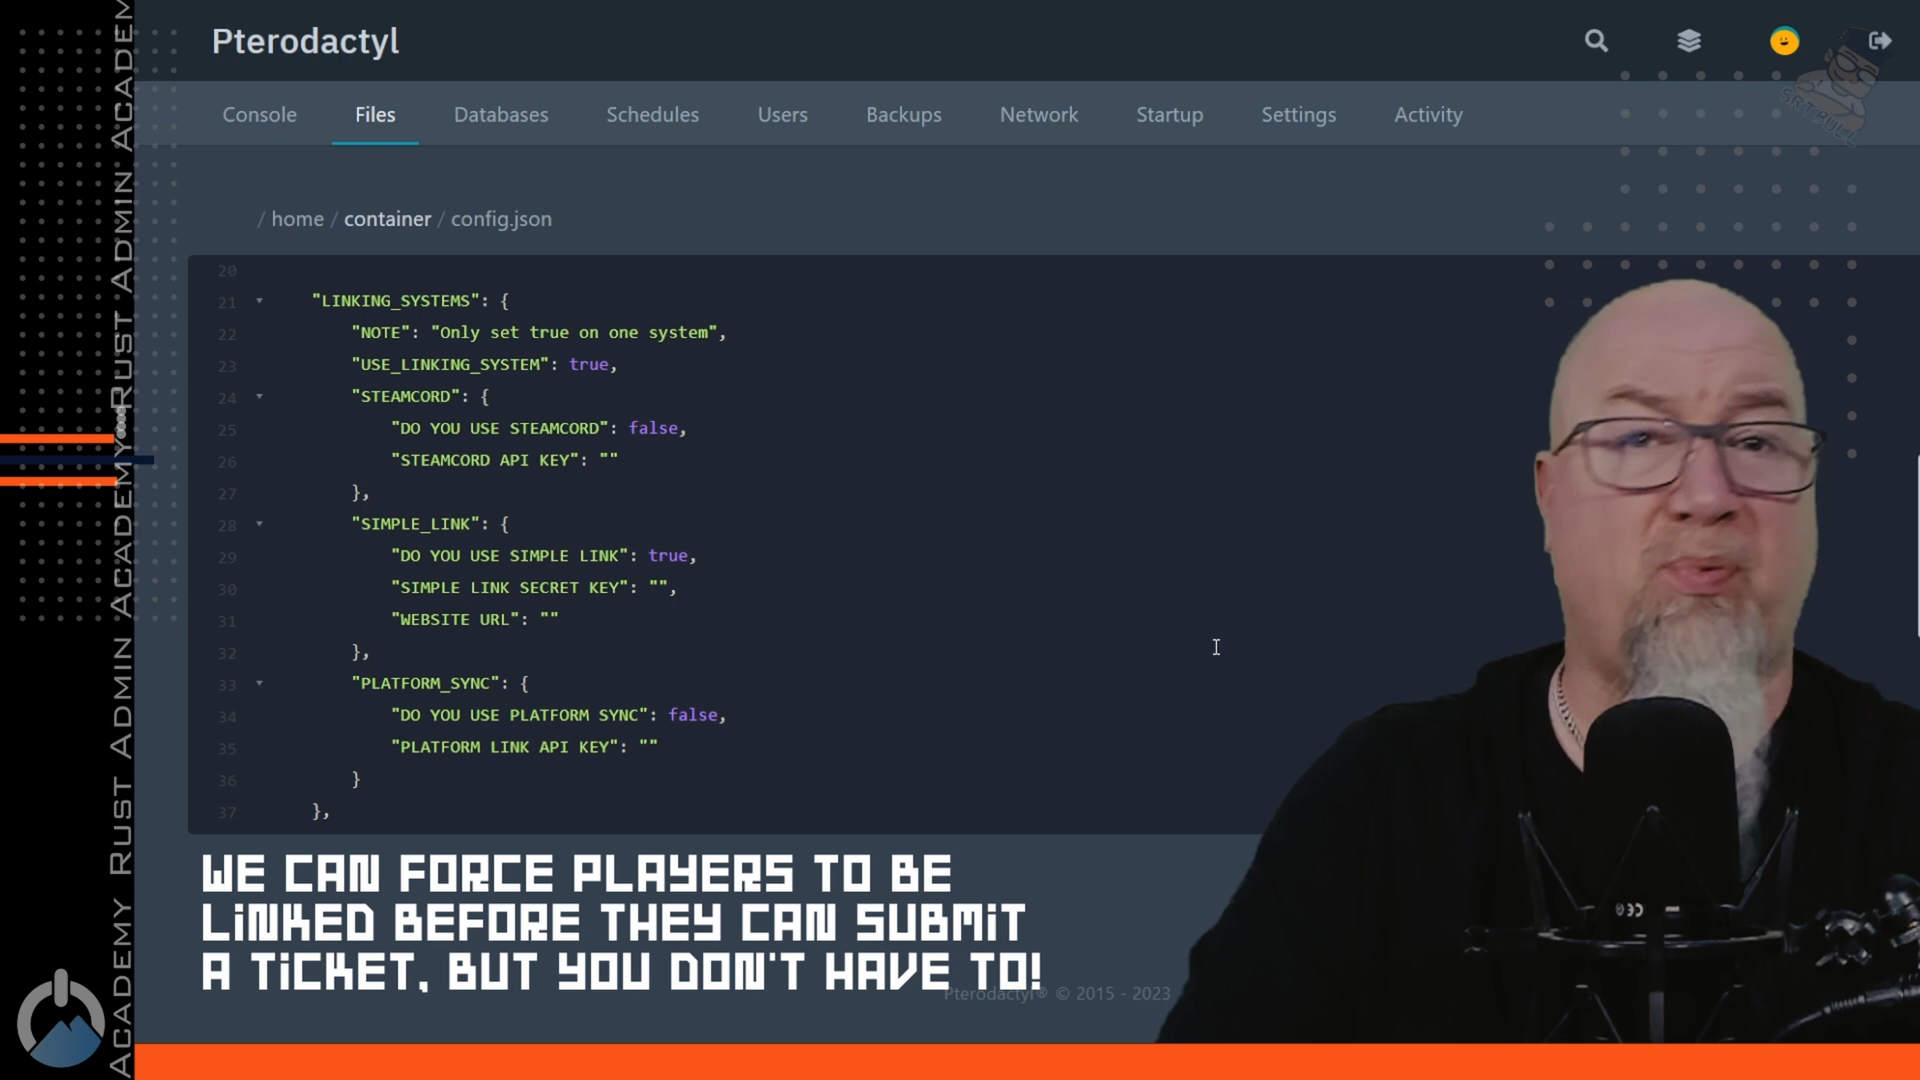 Pterodactyl
Console Files Databases Schedules Users Backups Network Startup Settings Activity
/ home / container / config.json
20
21 "LINKING_SYSTEMS": {
22 "NOTE": "Only set true on one system",
23 "USE_LINKING_SYSTEM": true,
24 "STEAMCORD": {
25 "DO YOU USE STEAMCORD": false,
26 "STEAMCORD API KEY": ""
27 },
28 "SIMPLE_LINK": {
29 "DO YOU USE SIMPLE LINK": true,
30 "SIMPLE LINK SECRET KEY": "",
31 "WEBSITE URL": ""
32 },
33 "PLATFORM_SYNC": {
34 "DO YOU USE PLATFORM SYNC": false,
35 "PLATFORM LINK API KEY": ""
36 }
37 },
WE CAN FORCE PLAYERS TO BE
LINKED BEFORE THEY CAN SUBMIT
A TICKET, BUT YOU DON'T HAVE TO!
Pterodactyl® © 2015 - 2023
ACADEMY RUST ADMIN ACADEMY RUST ADMIN ACADEM
SRTBULL